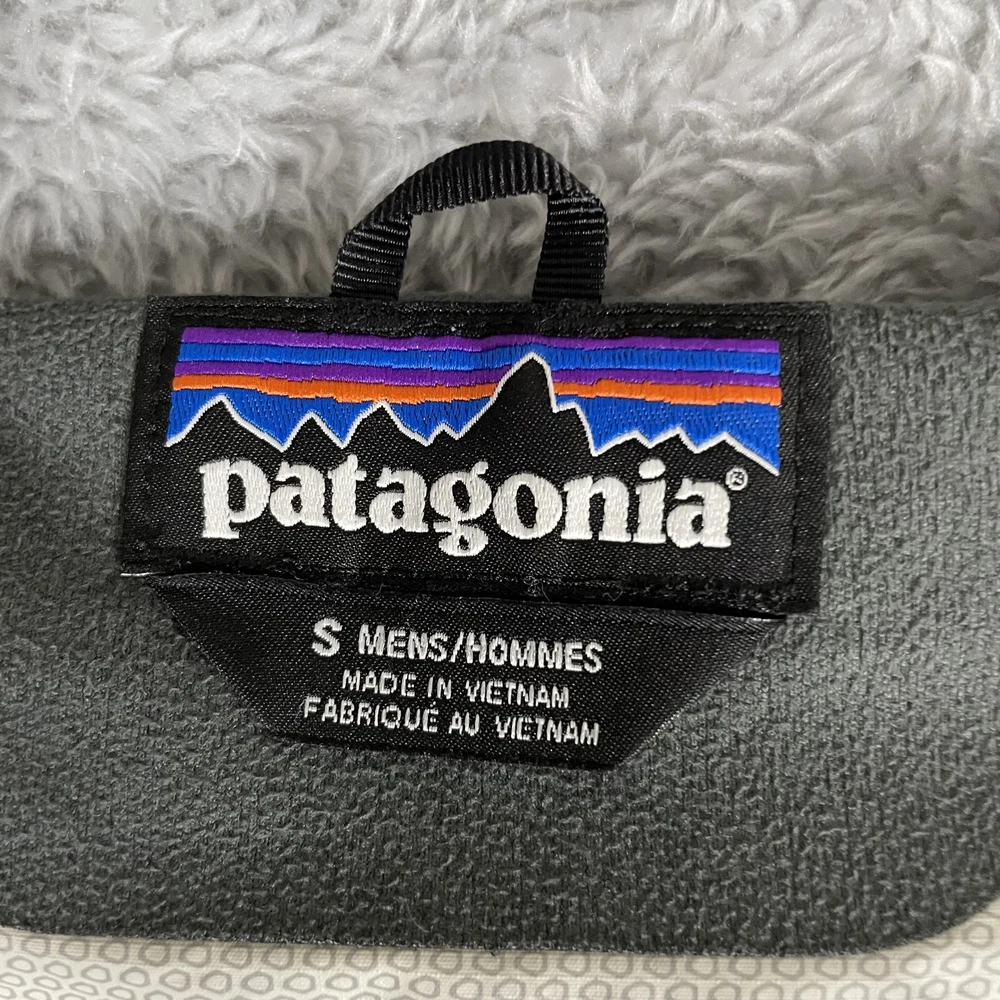 patagonia®
S MENS/HOMMES
MADE IN VIETNAM
FABRIQUÉ AU VIETNAM